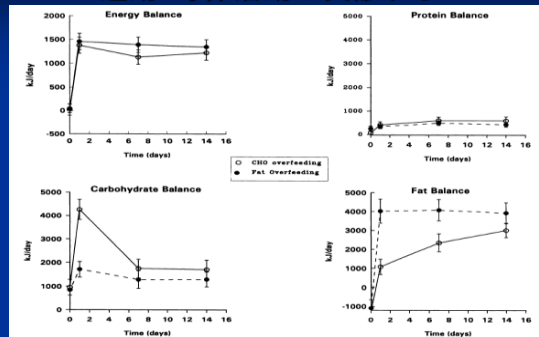 Energy Balance
2000
1500
1000
500
0
-500
kJ/day
0 2 4 6 8 10 12 14 16
Time (days)
Protein Balance
5000
4000
3000
2000
1000
0
kJ/day
0 2 4 6 8 10 12 14 16
Time (days)
CHO overfeeding
Fat Overfeeding
Carbohydrate Balance
5000
4000
3000
2000
1000
0
kJ/day
0 2 4 6 8 10 12 14 16
Time (days)
Fat Balance
5000
4000
3000
2000
1000
0
-1000
kJ/day
0 2 4 6 8 10 12 14 16
Time (days)